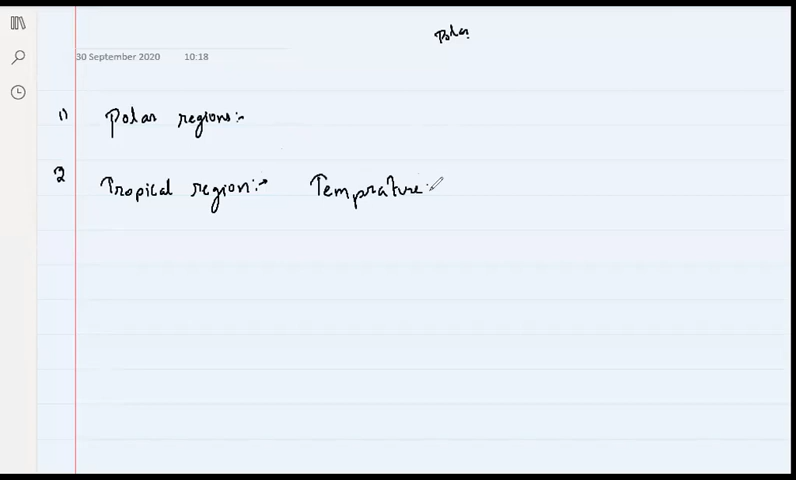 Polar
30 September 2020 10:18
1) Polar regions:-
2 Tropical region:- Temprature: